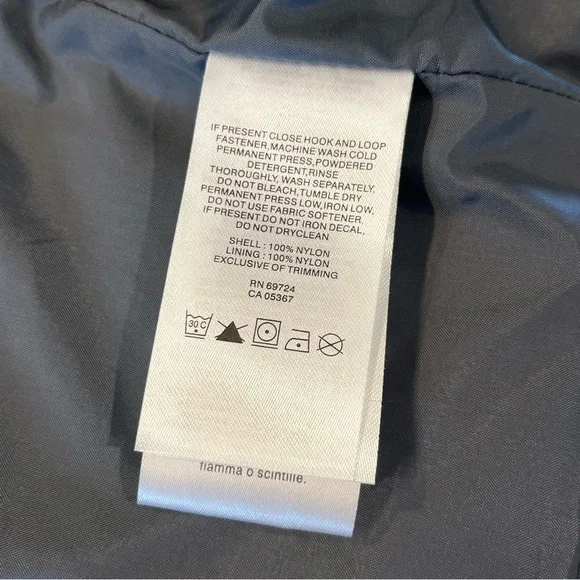 IF PRESENT CLOSE HOOK AND LOOP
FASTENER,MACHINE WASH COLD
PERMANENT PRESS,POWDERED
DETERGENT,RINSE
THOROUGHLY, WASH SEPARATELY,
DO NOT BLEACH,TUMBLE DRY
PERMANENT PRESS LOW,IRON LOW,
DO NOT USE FABRIC SOFTENER,
IF PRESENT DO NOT IRON DECAL,
DO NOT DRYCLEAN
SHELL : 100% NYLON
LINING : 100% NYLON
EXCLUSIVE OF TRIMMING
RN 69724
CA 05367
30 C
fiamma o scintille.